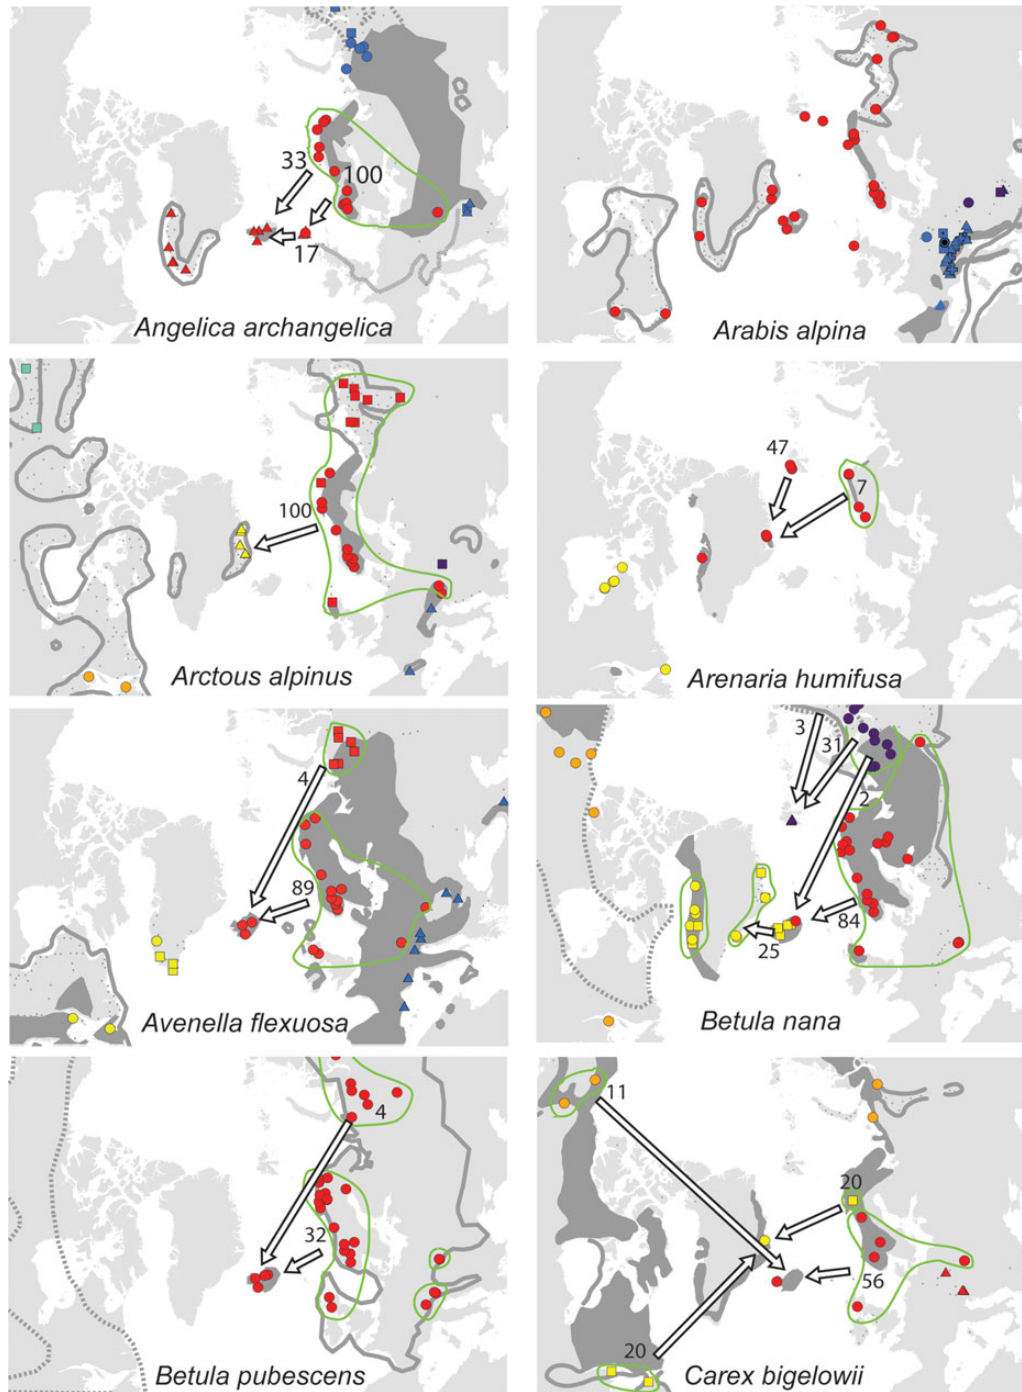 33
100
17
Angelica archangelica
Arabis alpina
100
Arctous alpinus
47
7
Arenaria humifusa
4
89
Avenella flexuosa
3
31
2
84
25
Betula nana
4
32
Betula pubescens
11
20
56
20
Carex bigelowii